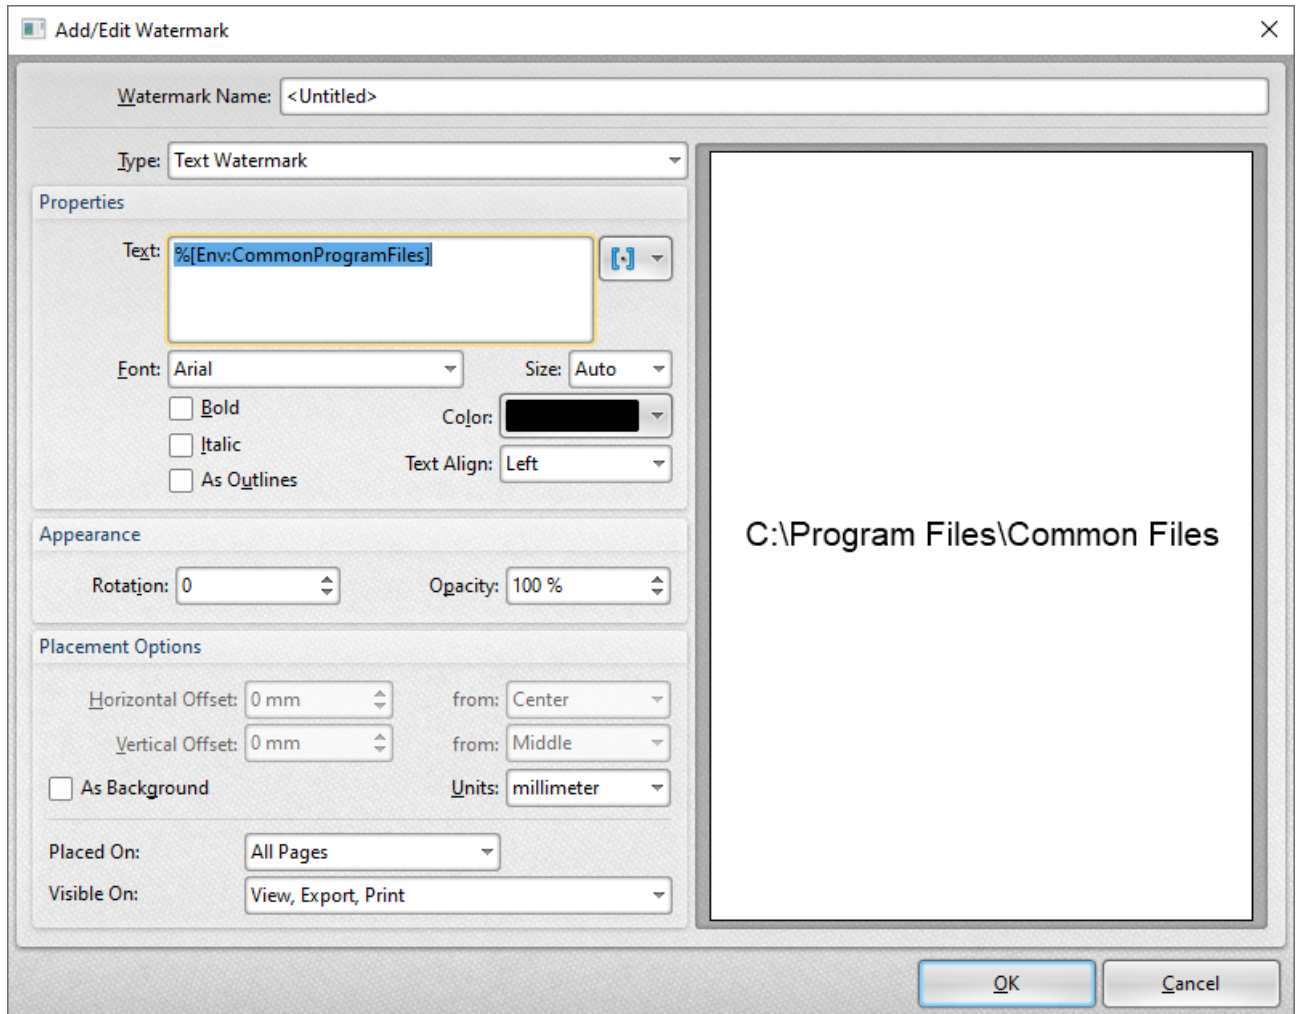 Add/Edit Watermark
Watermark Name: <Untitled>
Type: Text Watermark
Properties
Text: %[Env:CommonProgramFiles]
Font: Arial Size: Auto
Bold
Color:
Italic
Text Align: Left
As Outlines
Appearance
Rotation: 0 Opacity: 100 %
Placement Options
Horizontal Offset: 0 mm from: Center
Vertical Offset: 0 mm from: Middle
As Background Units: millimeter
Placed On: All Pages
Visible On: View, Export, Print
C:\Program Files\Common Files
OK Cancel